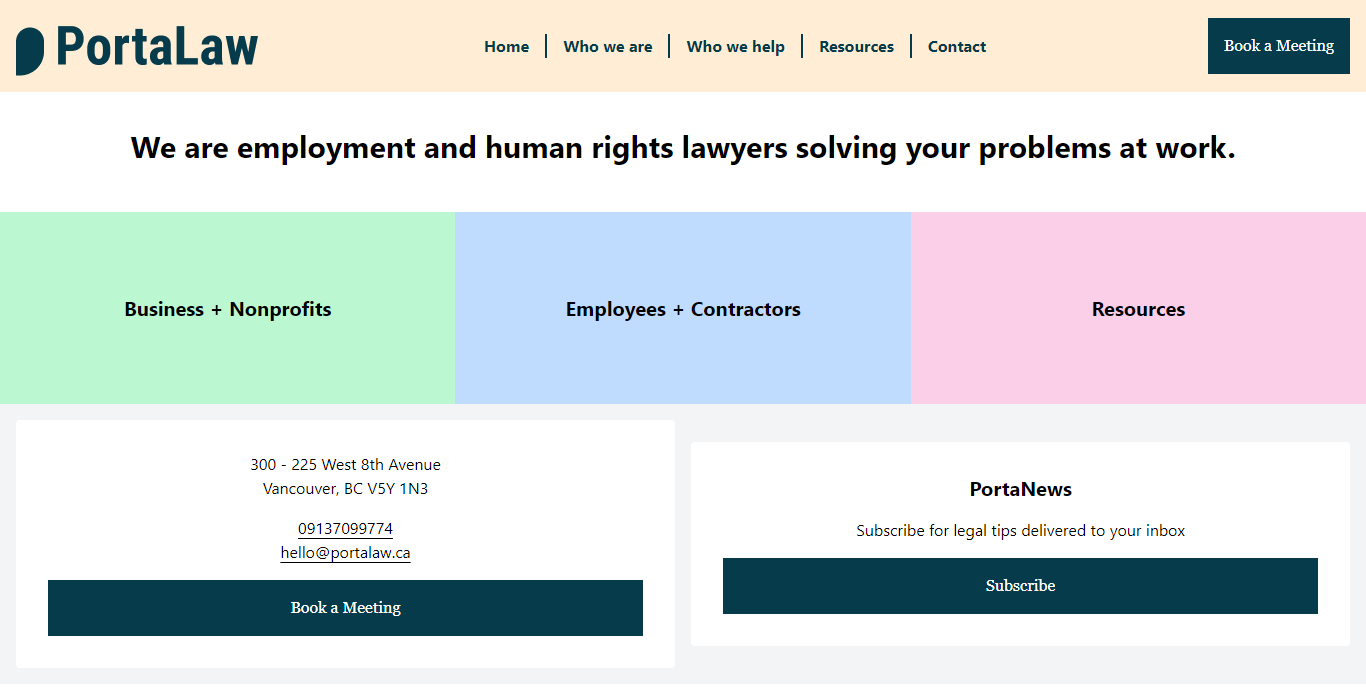 PortaLaw
Home
Who we are
Who we help
Resources
Contact
Book a Meeting
We are employment and human rights lawyers solving your problems at work.
Business + Nonprofits
Employees + Contractors
Resources
300 - 225 West 8th Avenue
Vancouver, BC V5Y 1N3
09137099774
hello@portalaw.ca
Book a Meeting
PortaNews
Subscribe for legal tips delivered to your inbox
Subscribe